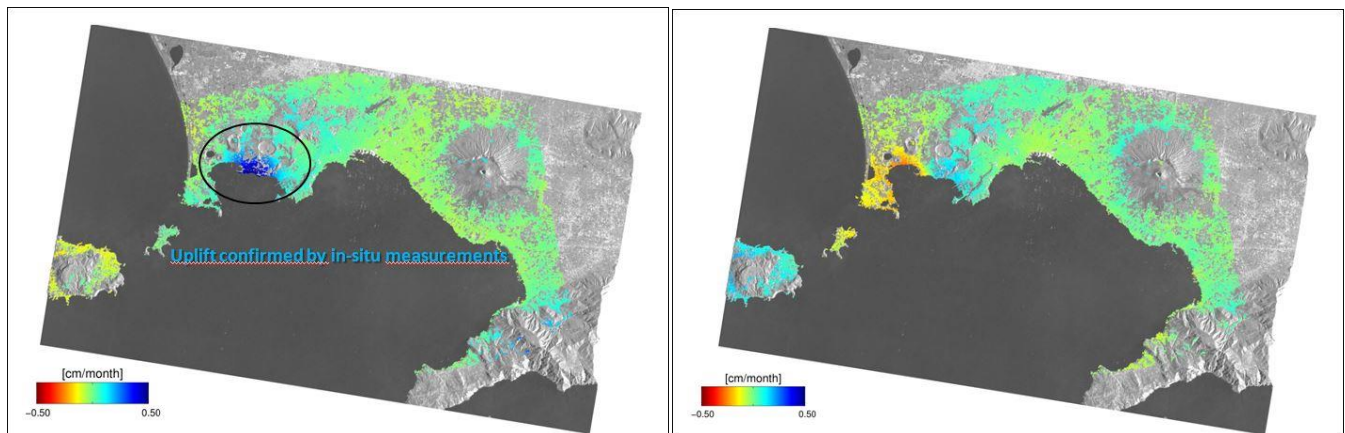 Uplift confirmed by in-situ measurements
[cm/month]
−0.50 0.50
[cm/month]
−0.50 0.50